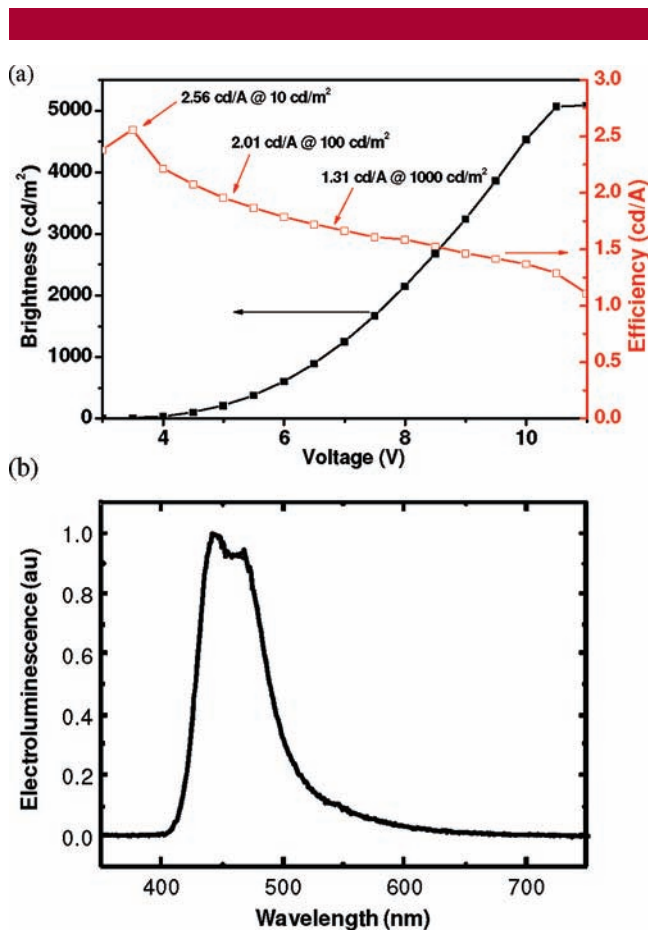 (a)
2.56 cd/A @ 10 cd/m²
2.01 cd/A @ 100 cd/m²
1.31 cd/A @ 1000 cd/m²
Brightness (cd/m²)
5000
4000
3000
2000
1000
0
3.0
2.5
2.0
1.5
1.0
0.5
0.0
Efficiency (cd/A)
4 6 8 10
Voltage (V)
(b)
Electroluminescence (au)
1.0
0.8
0.6
0.4
0.2
0.0
400 500 600 700
Wavelength (nm)